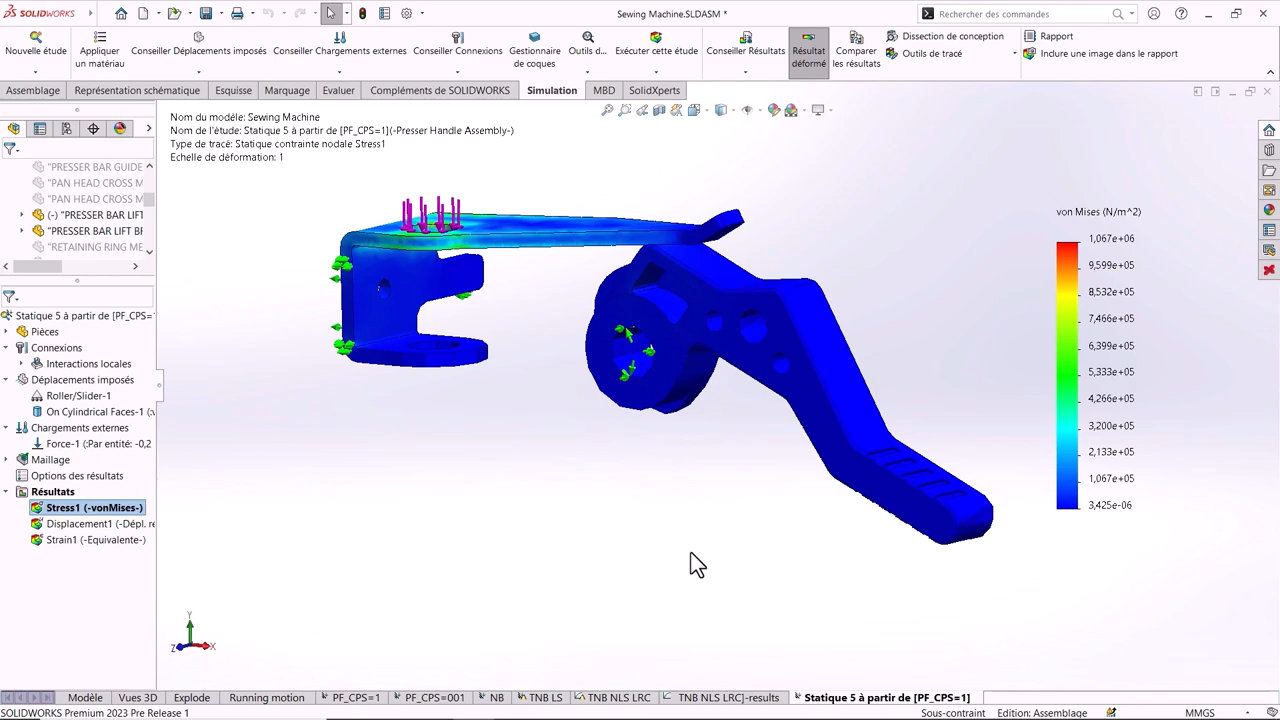 SOLIDWORKS
Sewing Machine.SLDASM *
Rechercher des commandes
Nouvelle étude
Appliquer un matériau
Conseiller Déplacements imposés
Conseiller Chargements externes
Conseiller Connexions
Gestionnaire de coques
Outils d...
Exécuter cette étude
Conseiller Résultats
Résultat déformé
Comparer les résultats
Dissection de conception
Outils de tracé
Rapport
Inclure une image dans le rapport
Assemblage
Représentation schématique
Esquisse
Marquage
Evaluer
Compléments de SOLIDWORKS
Simulation
MBD
SolidXperts
Nom du modèle: Sewing Machine
Nom de l'étude: Statique 5 à partir de [PF_CPS=1](-Presser Handle Assembly-)
Type de tracé: Statique contrainte nodale Stress1
Echelle de déformation: 1
"PRESSER BAR GUIDE
"PAN HEAD CROSS M
"PAN HEAD CROSS M
(-) "PRESSER BAR LIFT
"PRESSER BAR LIFT BF
"RETAINING RING ME
Statique 5 à partir de [PF_CPS=
Pièces
Connexions
Interactions locales
Déplacements imposés
Roller/Slider-1
On Cylindrical Faces-1 (:v
Chargements externes
Force-1 (:Par entité: -0,2
Maillage
Options des résultats
Résultats
Stress1 (-vonMises-)
Displacement1 (-Dépl. re
Strain1 (-Equivalente-)
von Mises (N/m^2)
1,067e+06
9,599e+05
8,532e+05
7,466e+05
6,399e+05
5,333e+05
4,266e+05
3,200e+05
2,133e+05
1,067e+05
3,425e-06
Y
Z
X
Modèle
Vues 3D
Explode
Running motion
PF_CPS=1
PF_CPS=001
NB
TNB LS
TNB NLS LRC
TNB NLS LRC]-results
Statique 5 à partir de [PF_CPS=1]
SOLIDWORKS Premium 2023 Pre Release 1
Sous-contraint
Edition: Assemblage
MMGS